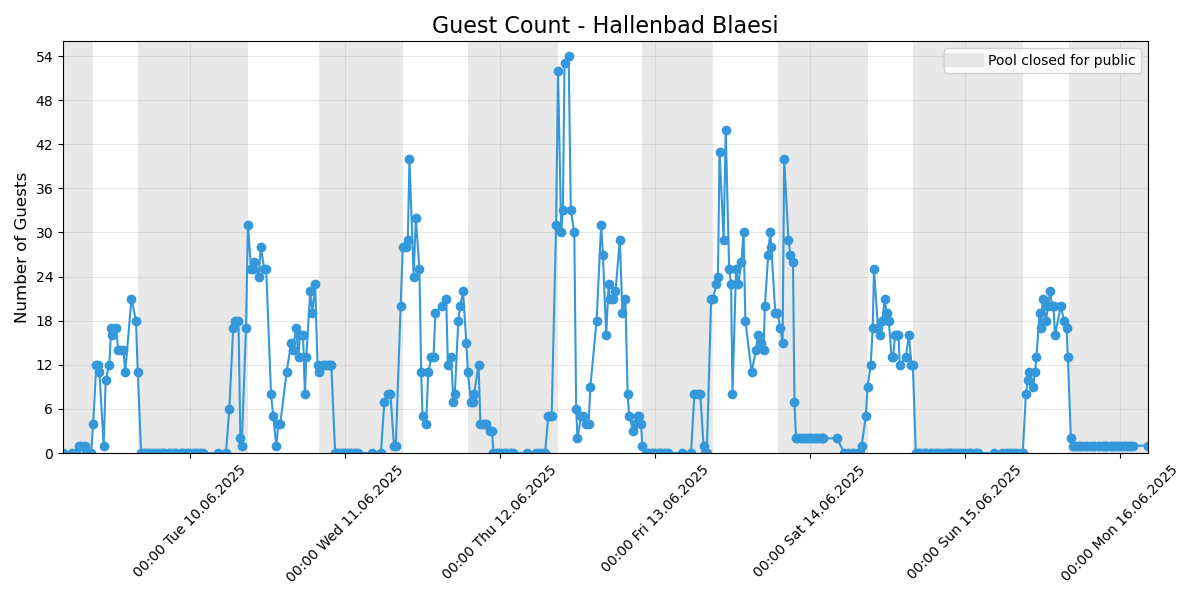 Guest Count - Hallenbad Blaesi
Pool closed for public
Number of Guests
54
48
42
36
30
24
18
12
6
0
00:00 Tue 10.06.2025
00:00 Wed 11.06.2025
00:00 Thu 12.06.2025
00:00 Fri 13.06.2025
00:00 Sat 14.06.2025
00:00 Sun 15.06.2025
00:00 Mon 16.06.2025